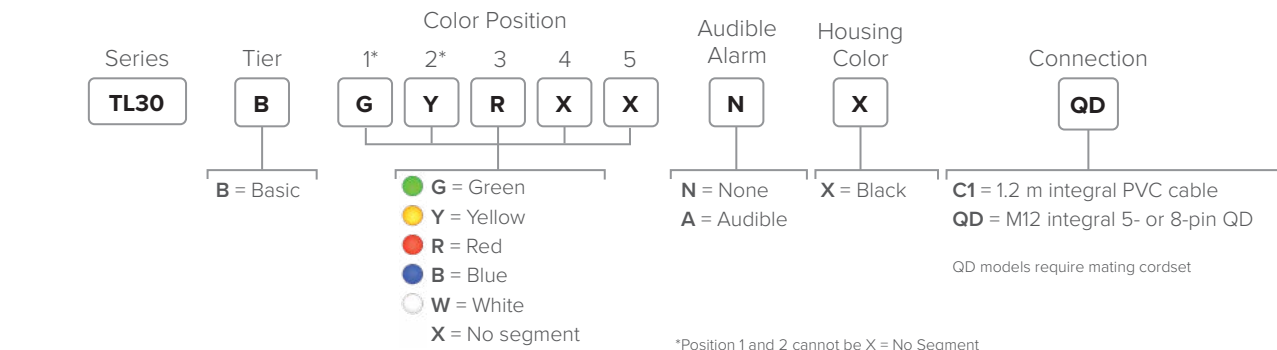 Color Position
Audible Alarm
Housing Color
Series Tier 1* 2* 3 4 5 Connection
TL30 B G Y R X X N X QD
B = Basic
G = Green
Y = Yellow
R = Red
B = Blue
W = White
X = No segment
N = None
A = Audible
X = Black
C1 = 1.2 m integral PVC cable
QD = M12 integral 5- or 8-pin QD
QD models require mating cordset
*Position 1 and 2 cannot be X = No Segment